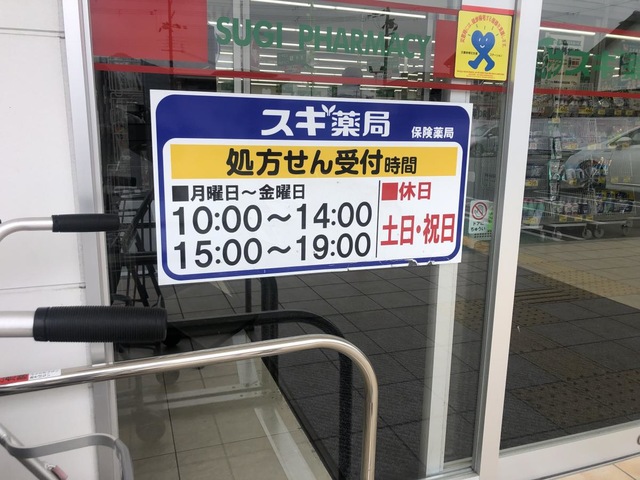 SUGI PHARMACY
スギ薬局
保険薬局
処方せん受付時間
■月曜日～金曜日
10:00～14:00
15:00～19:00
■休日
土日・祝日